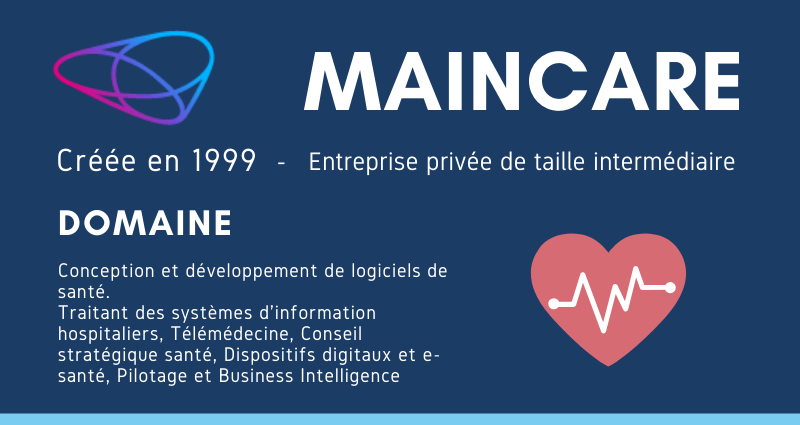 MAINCARE
Créée en 1999 - Entreprise privée de taille intermédiaire
DOMAINE
Conception et développement de logiciels de
santé.
Traitant des systèmes d'information
hospitaliers, Télémédecine, Conseil
stratégique santé, Dispositifs digitaux et e-
santé, Pilotage et Business Intelligence